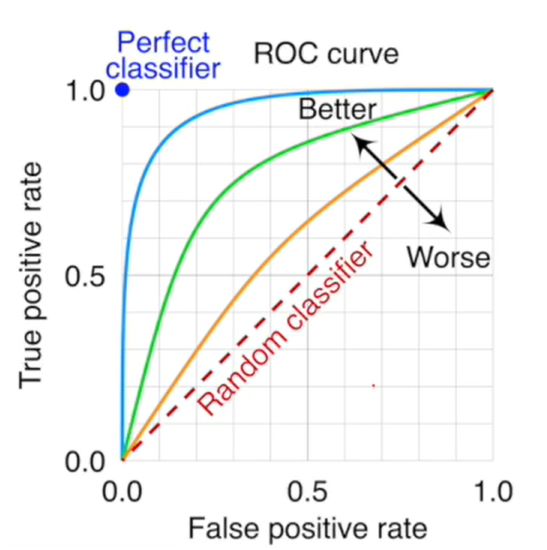 Perfect
classifier
ROC curve
1.0
Better
True positive rate
0.5
Worse
Random classifier
0.0
0.0
0.5
1.0
False positive rate